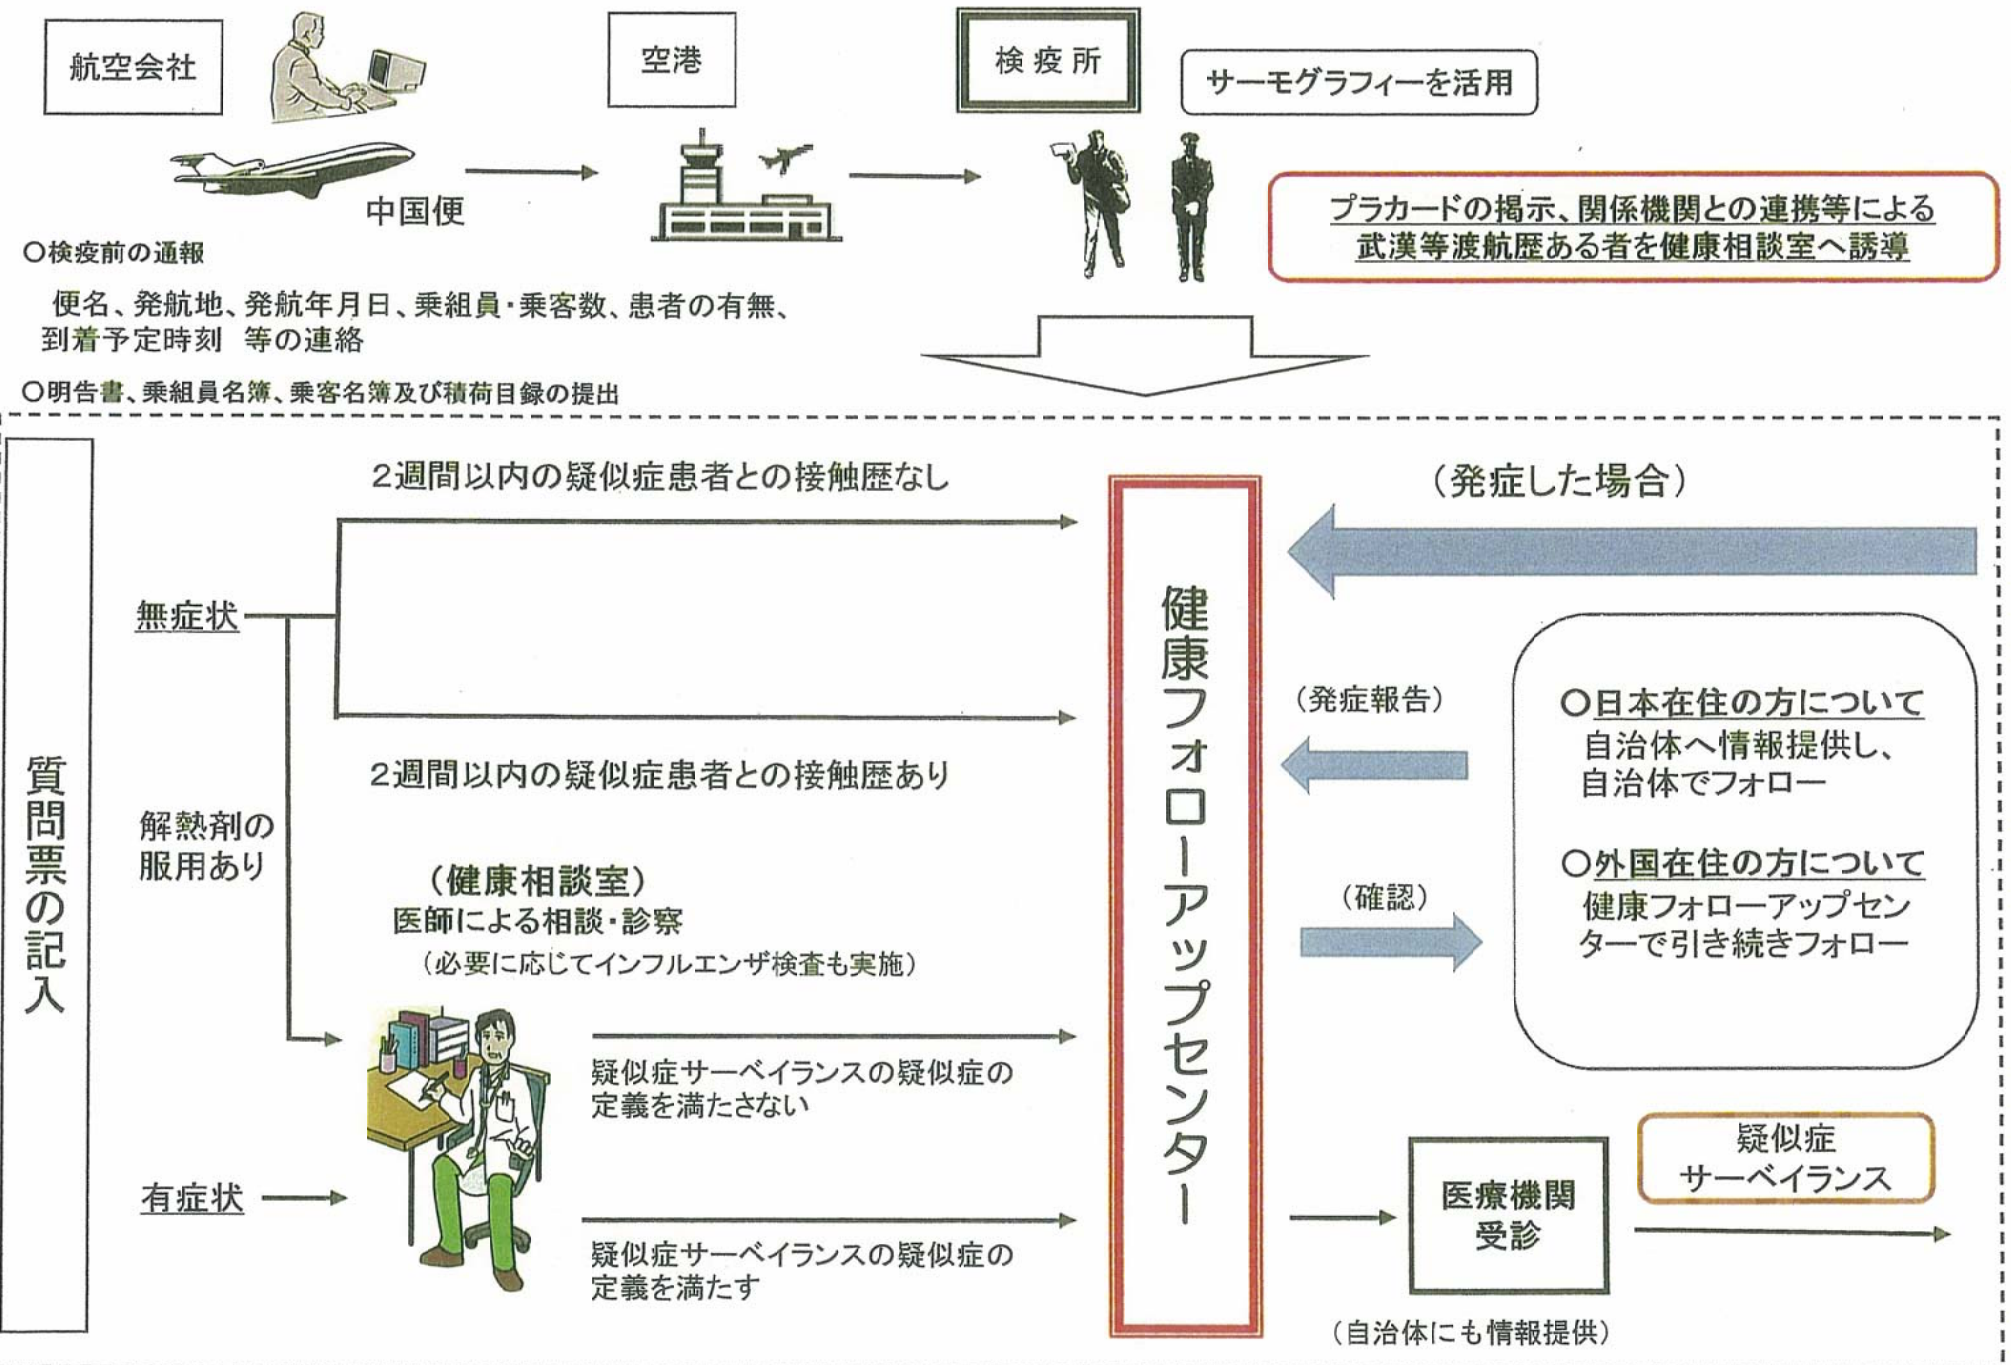 航空会社
空港
検疫所
サーモグラフィーを活用
中国便
プラカードの掲示、関係機関との連携等による
武漢等渡航歴ある者を健康相談室へ誘導
○検疫前の通報
便名、発航地、発航年月日、乗組員・乗客数、患者の有無、
到着予定時刻 等の連絡
○明告書、乗組員名簿、乗客名簿及び積荷目録の提出
質問票の記入
2週間以内の疑似症患者との接触歴なし
無症状
2週間以内の疑似症患者との接触歴あり
解熱剤の
服用あり
（健康相談室）
医師による相談・診察
（必要に応じてインフルエンザ検査も実施）
疑似症サーベイランスの疑似症の
定義を満たさない
有症状
疑似症サーベイランスの疑似症の
定義を満たす
健康フォローアップセンター
（発症した場合）
（発症報告）
（確認）
○日本在住の方について
自治体へ情報提供し、
自治体でフォロー
○外国在住の方について
健康フォローアップセン
ターで引き続きフォロー
医療機関
受診
疑似症
サーベイランス
（自治体にも情報提供）